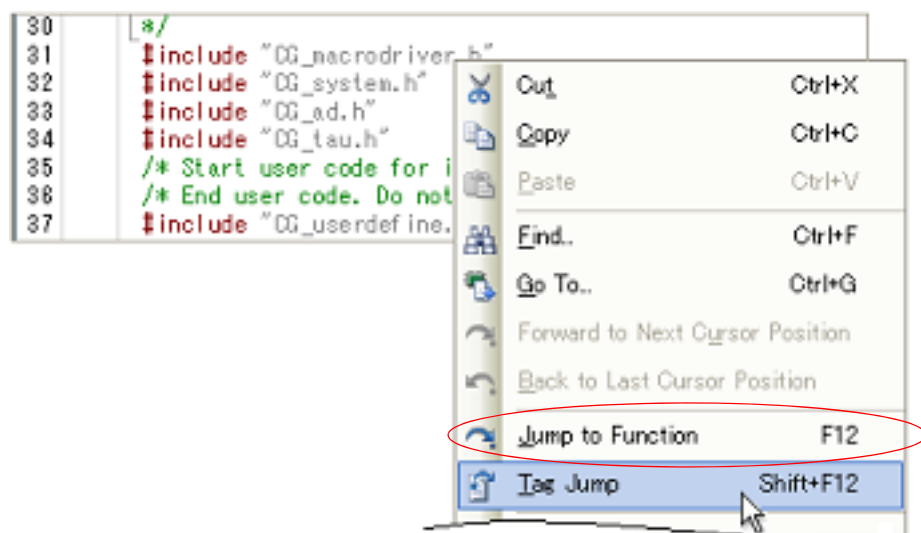 30 */
31 #include "CG_macrodriver.h"
32 #include "CG_system.h"
33 #include "CG_ad.h"
34 #include "CG_tau.h"
35 /* Start user code for i
36 /* End user code. Do not
37 #include "CG_userdefine.
Cut Ctrl+X
Copy Ctrl+C
Paste Ctrl+V
Find.. Ctrl+F
Go To.. Ctrl+G
Forward to Next Cursor Position
Back to Last Cursor Position
Jump to Function F12
Tag Jump Shift+F12